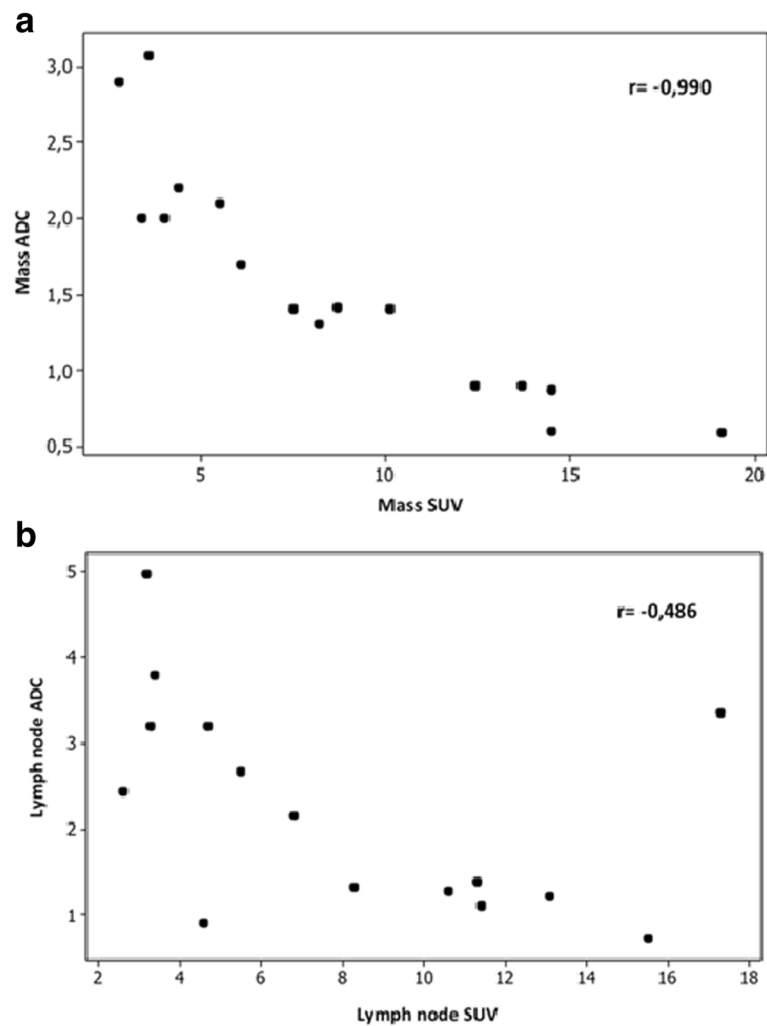 a
3,0
r= -0,990
2,5
Mass ADC
2,0
1,5
1,0
0,5
5 10 15 20
Mass SUV
b
5
r= -0,486
4
Lymph node ADC
3
2
1
2 4 6 8 10 12 14 16 18
Lymph node SUV